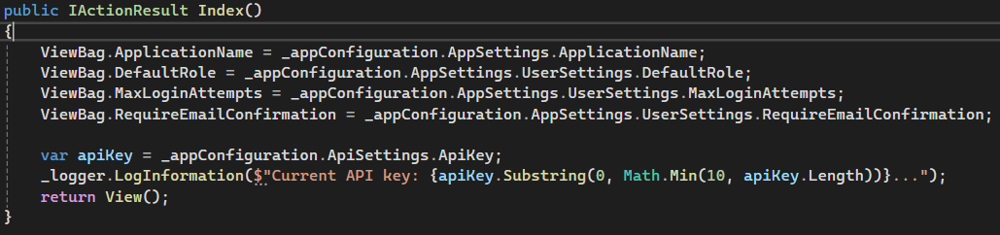 public IActionResult Index()
{
ViewBag.ApplicationName = _appConfiguration.AppSettings.ApplicationName;
ViewBag.DefaultRole = _appConfiguration.AppSettings.UserSettings.DefaultRole;
ViewBag.MaxLoginAttempts = _appConfiguration.AppSettings.UserSettings.MaxLoginAttempts;
ViewBag.RequireEmailConfirmation = _appConfiguration.AppSettings.UserSettings.RequireEmailConfirmation;
var apiKey = _appConfiguration.ApiSettings.ApiKey;
_logger.LogInformation($"Current API key: {apiKey.Substring(0, Math.Min(10, apiKey.Length))}...");
return View();
}